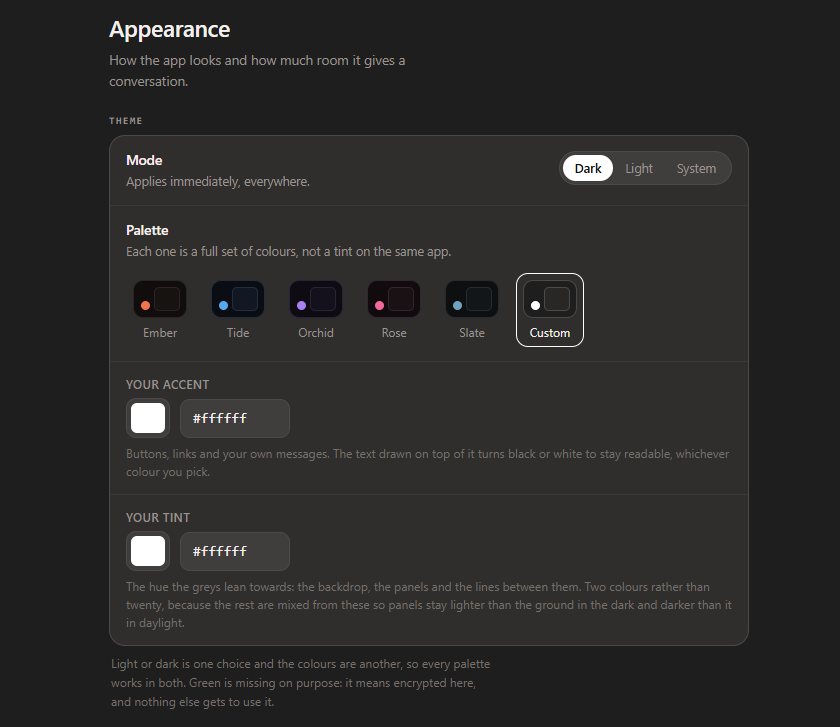 Appearance
How the app looks and how much room it gives a
conversation.
THEME
Mode
Applies immediately, everywhere.
Dark Light System
Palette
Each one is a full set of colours, not a tint on the same app.
Ember Tide Orchid Rose Slate Custom
YOUR ACCENT
#ffffff
Buttons, links and your own messages. The text drawn on top of it turns black or white to stay readable, whichever
colour you pick.
YOUR TINT
#ffffff
The hue the greys lean towards: the backdrop, the panels and the lines between them. Two colours rather than
twenty, because the rest are mixed from these so panels stay lighter than the ground in the dark and darker than it
in daylight.
Light or dark is one choice and the colours are another, so every palette
works in both. Green is missing on purpose: it means encrypted here,
and nothing else gets to use it.